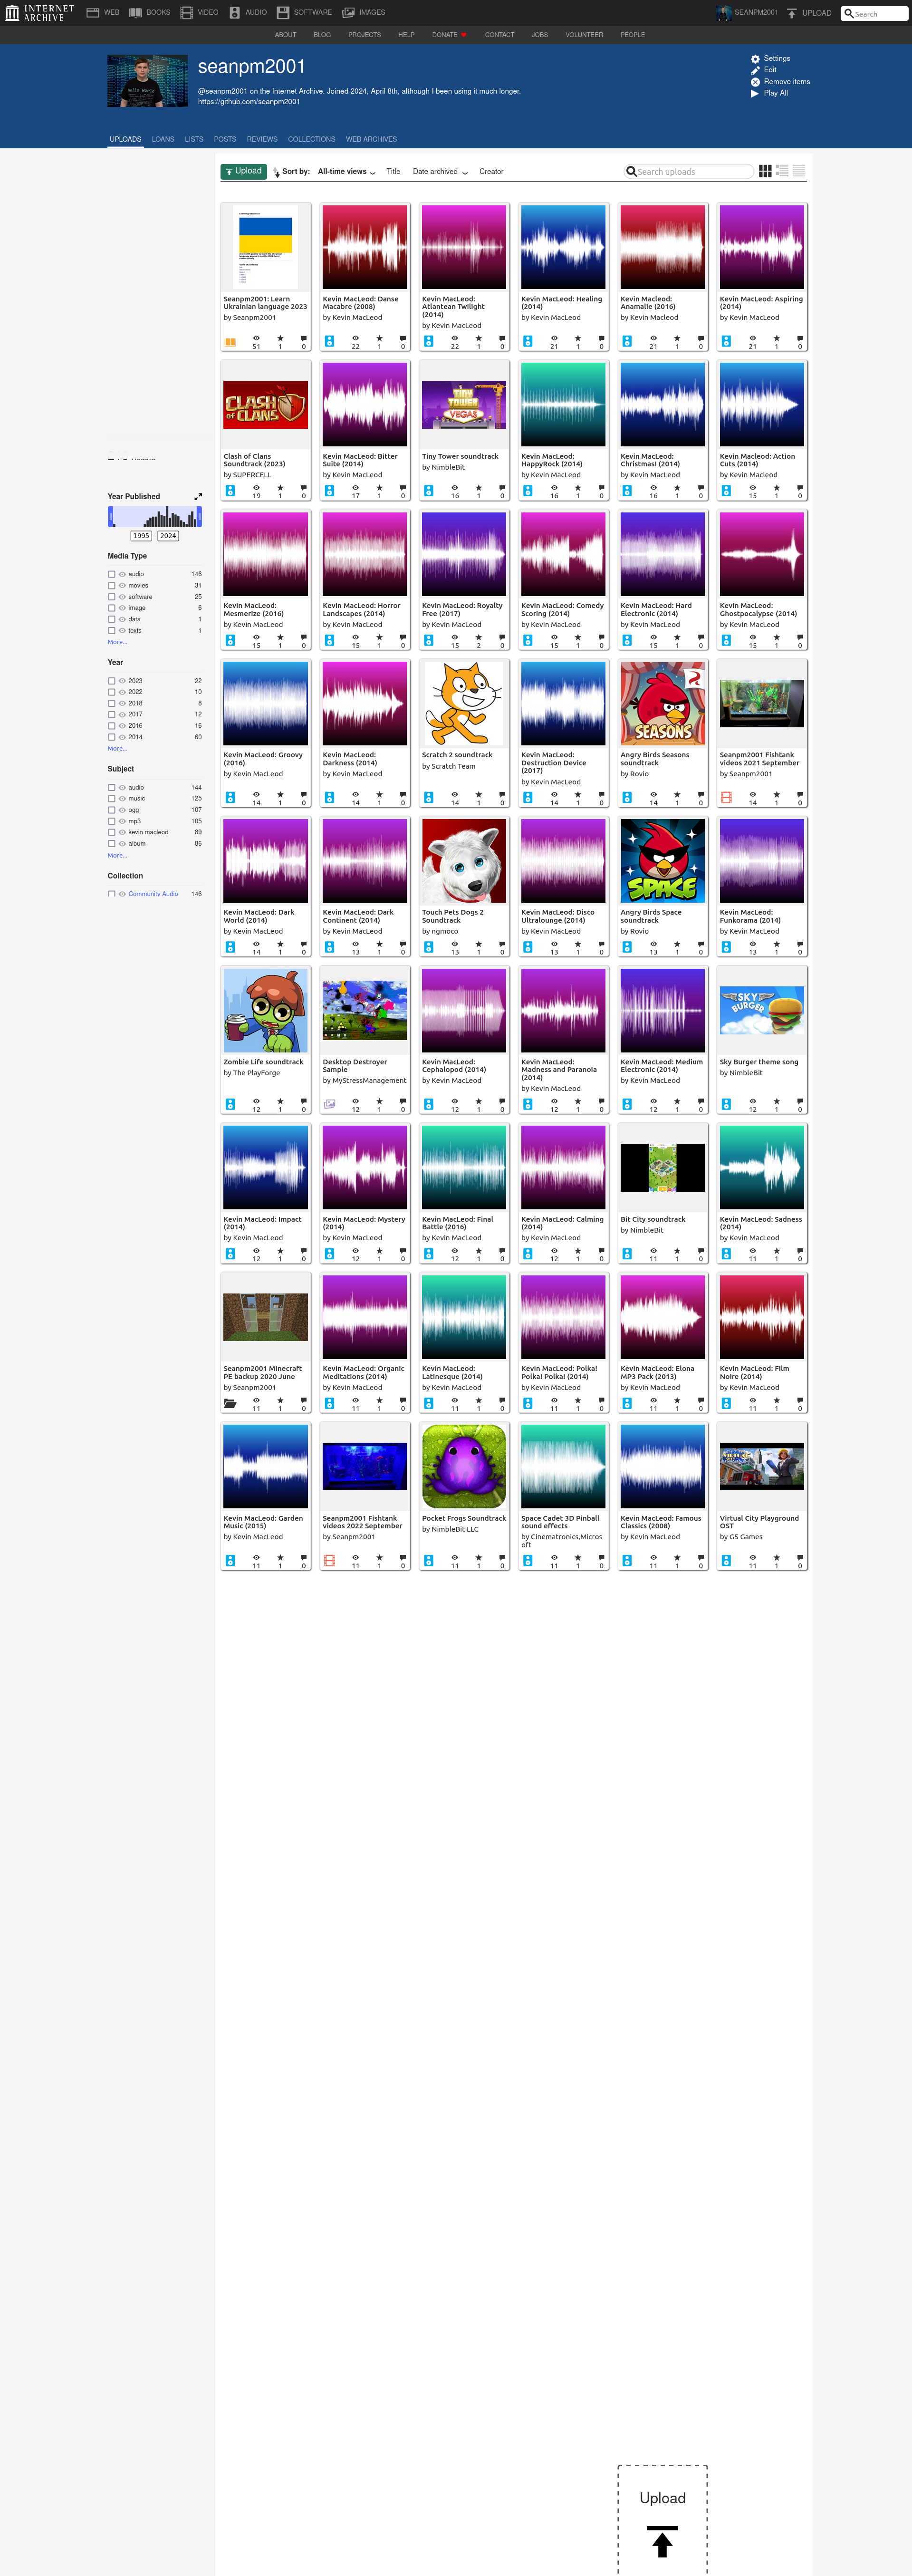 INTERNET ARCHIVE
WEB
BOOKS
VIDEO
AUDIO
SOFTWARE
IMAGES
SEANPM2001
UPLOAD
Search
ABOUT
BLOG
PROJECTS
HELP
DONATE
CONTACT
JOBS
VOLUNTEER
PEOPLE
seanpm2001
@seanpm2001 on the Internet Archive. Joined 2024, April 8th, although I been using it much longer.
https://github.com/seanpm2001
Settings
Edit
Remove items
Play All
UPLOADS
LOANS
LISTS
POSTS
REVIEWS
COLLECTIONS
WEB ARCHIVES
Upload
Sort by:
All-time views
Title
Date archived
Creator
Search uploads
Year Published
1995 - 2024
Media Type
audio 146
movies 31
software 25
image 6
data 1
texts 1
More...
Year
2023 22
2022 10
2018 8
2017 12
2016 16
2014 60
More...
Subject
audio 144
music 125
ogg 107
mp3 105
kevin macleod 89
album 86
More...
Collection
Community Audio 146
Seanpm2001: Learn
Ukrainian language 2023
by Seanpm2001
51 1 0
Kevin MacLeod: Danse
Macabre (2008)
by Kevin MacLeod
22 1 0
Kevin MacLeod:
Atlantean Twilight
(2014)
by Kevin MacLeod
22 1 0
Kevin MacLeod: Healing
(2014)
by Kevin MacLeod
21 1 0
Kevin Macleod:
Anamalie (2016)
by Kevin Macleod
21 1 0
Kevin MacLeod: Aspiring
(2014)
by Kevin MacLeod
21 1 0
CLASH OF CLANS
Clash of Clans
Soundtrack (2023)
by SUPERCELL
19 1 0
Kevin MacLeod: Bitter
Suite (2014)
by Kevin MacLeod
17 1 0
TINY TOWER VEGAS
Tiny Tower soundtrack
by NimbleBit
16 1 0
Kevin MacLeod:
HappyRock (2014)
by Kevin MacLeod
16 1 0
Kevin MacLeod:
Christmas! (2014)
by Kevin MacLeod
16 1 0
Kevin Macleod: Action
Cuts (2014)
by Kevin Macleod
15 1 0
Kevin MacLeod:
Mesmerize (2016)
by Kevin MacLeod
15 1 0
Kevin MacLeod: Horror
Landscapes (2014)
by Kevin MacLeod
15 1 0
Kevin MacLeod: Royalty
Free (2017)
by Kevin MacLeod
15 2 0
Kevin MacLeod: Comedy
Scoring (2014)
by Kevin MacLeod
15 1 0
Kevin MacLeod: Hard
Electronic (2014)
by Kevin MacLeod
15 1 0
Kevin MacLeod:
Ghostpocalypse (2014)
by Kevin MacLeod
15 1 0
Kevin MacLeod: Groovy
(2016)
by Kevin MacLeod
14 1 0
Kevin MacLeod:
Darkness (2014)
by Kevin MacLeod
14 1 0
Scratch 2 soundtrack
by Scratch Team
14 1 0
Kevin MacLeod:
Destruction Device
(2017)
by Kevin MacLeod
14 1 0
SEASONS
Angry Birds Seasons
soundtrack
by Rovio
14 1 0
Seanpm2001 Fishtank
videos 2021 September
by Seanpm2001
14 1 0
Kevin MacLeod: Dark
World (2014)
by Kevin MacLeod
14 1 0
Kevin MacLeod: Dark
Continent (2014)
by Kevin MacLeod
13 1 0
Touch Pets Dogs 2
Soundtrack
by ngmoco
13 1 0
Kevin MacLeod: Disco
Ultralounge (2014)
by Kevin MacLeod
13 1 0
SPACE
Angry Birds Space
soundtrack
by Rovio
13 1 0
Kevin MacLeod:
Funkorama (2014)
by Kevin MacLeod
13 1 0
Zombie Life soundtrack
by The PlayForge
12 1 0
Desktop Destroyer
Sample
by MyStressManagement
12 1 0
Kevin MacLeod:
Cephalopod (2014)
by Kevin MacLeod
12 1 0
Kevin MacLeod:
Madness and Paranoia
(2014)
by Kevin MacLeod
12 1 0
Kevin MacLeod: Medium
Electronic (2014)
by Kevin MacLeod
12 1 0
SKY BURGER
Sky Burger theme song
by NimbleBit
12 1 0
Kevin MacLeod: Impact
(2014)
by Kevin MacLeod
12 1 0
Kevin MacLeod: Mystery
(2014)
by Kevin MacLeod
12 1 0
Kevin MacLeod: Final
Battle (2016)
by Kevin MacLeod
12 1 0
Kevin MacLeod: Calming
(2014)
by Kevin MacLeod
12 1 0
Bit City soundtrack
by NimbleBit
11 1 0
Kevin MacLeod: Sadness
(2014)
by Kevin MacLeod
11 1 0
Seanpm2001 Minecraft
PE backup 2020 June
by Seanpm2001
11 1 0
Kevin MacLeod: Organic
Meditations (2014)
by Kevin MacLeod
11 1 0
Kevin MacLeod:
Latinesque (2014)
by Kevin MacLeod
11 1 0
Kevin MacLeod: Polka!
Polka! Polka! (2014)
by Kevin MacLeod
11 1 0
Kevin MacLeod: Elona
MP3 Pack (2013)
by Kevin MacLeod
11 1 0
Kevin MacLeod: Film
Noire (2014)
by Kevin MacLeod
11 1 0
Kevin MacLeod: Garden
Music (2015)
by Kevin MacLeod
11 1 0
Seanpm2001 Fishtank
videos 2022 September
by Seanpm2001
11 1 0
Pocket Frogs Soundtrack
by NimbleBit LLC
11 1 0
Space Cadet 3D Pinball
sound effects
by Cinematronics,Micros
oft
11 1 0
Kevin MacLeod: Famous
Classics (2008)
by Kevin MacLeod
11 1 0
Virtual City Playground
OST
by G5 Games
11 1 0
Upload